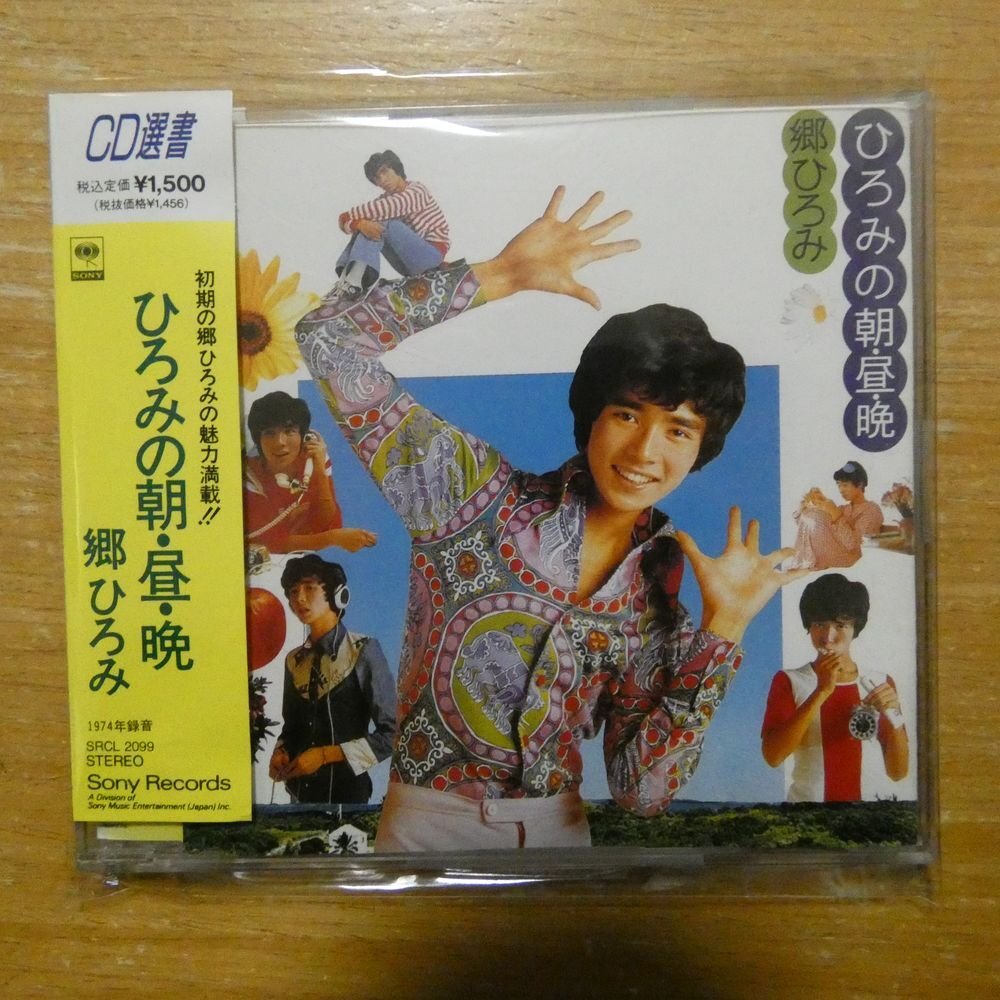 CD選書
税込定価¥1,500
(税抜価格¥1,456)
SONY
初期の郷ひろみの魅力満載!!
ひろみの朝・昼・晩
郷ひろみ
1974年録音
SRCL 2099
STEREO
Sony Records
A Division of
Sony Music Entertainment (Japan) Inc.
ひろみの朝・昼・晩
郷ひろみ